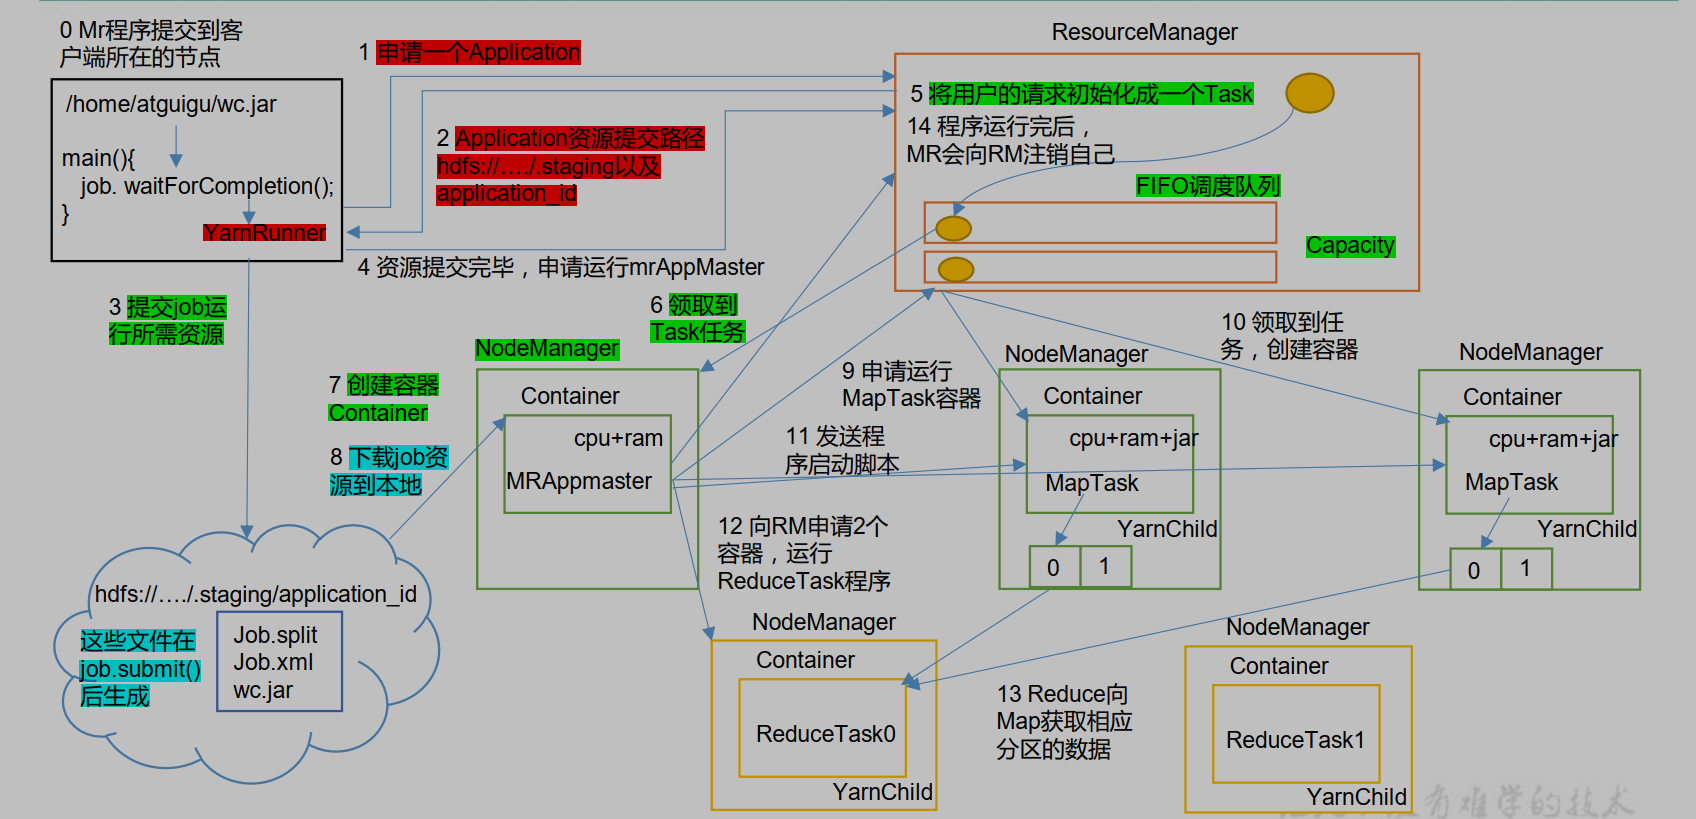 0 Mr程序提交到客
户端所在的节点
/home/atguigu/wc.jar
main(){
job. waitForCompletion();
}
YarnRunner
1 申请一个Application
2 Application资源提交路径
hdfs://…./.staging以及
application_id
3 提交job运
行所需资源
4 资源提交完毕，申请运行mrAppMaster
ResourceManager
5 将用户的请求初始化成一个Task
14 程序运行完后，
MR会向RM注销自己
FIFO调度队列
Capacity
6 领取到
Task任务
NodeManager
7 创建容器
Container
8 下载job资
源到本地
Container
cpu+ram
MRAppmaster
9 申请运行
MapTask容器
10 领取到任
务，创建容器
11 发送程
序启动脚本
NodeManager
Container
cpu+ram+jar
MapTask
YarnChild
0
1
NodeManager
Container
cpu+ram+jar
MapTask
YarnChild
0
1
12 向RM申请2个
容器，运行
ReduceTask程序
hdfs://…./.staging/application_id
这些文件在
job.submit()
后生成
Job.split
Job.xml
wc.jar
NodeManager
Container
ReduceTask0
YarnChild
13 Reduce向
Map获取相应
分区的数据
NodeManager
Container
ReduceTask1
YarnChild
有难学的技术